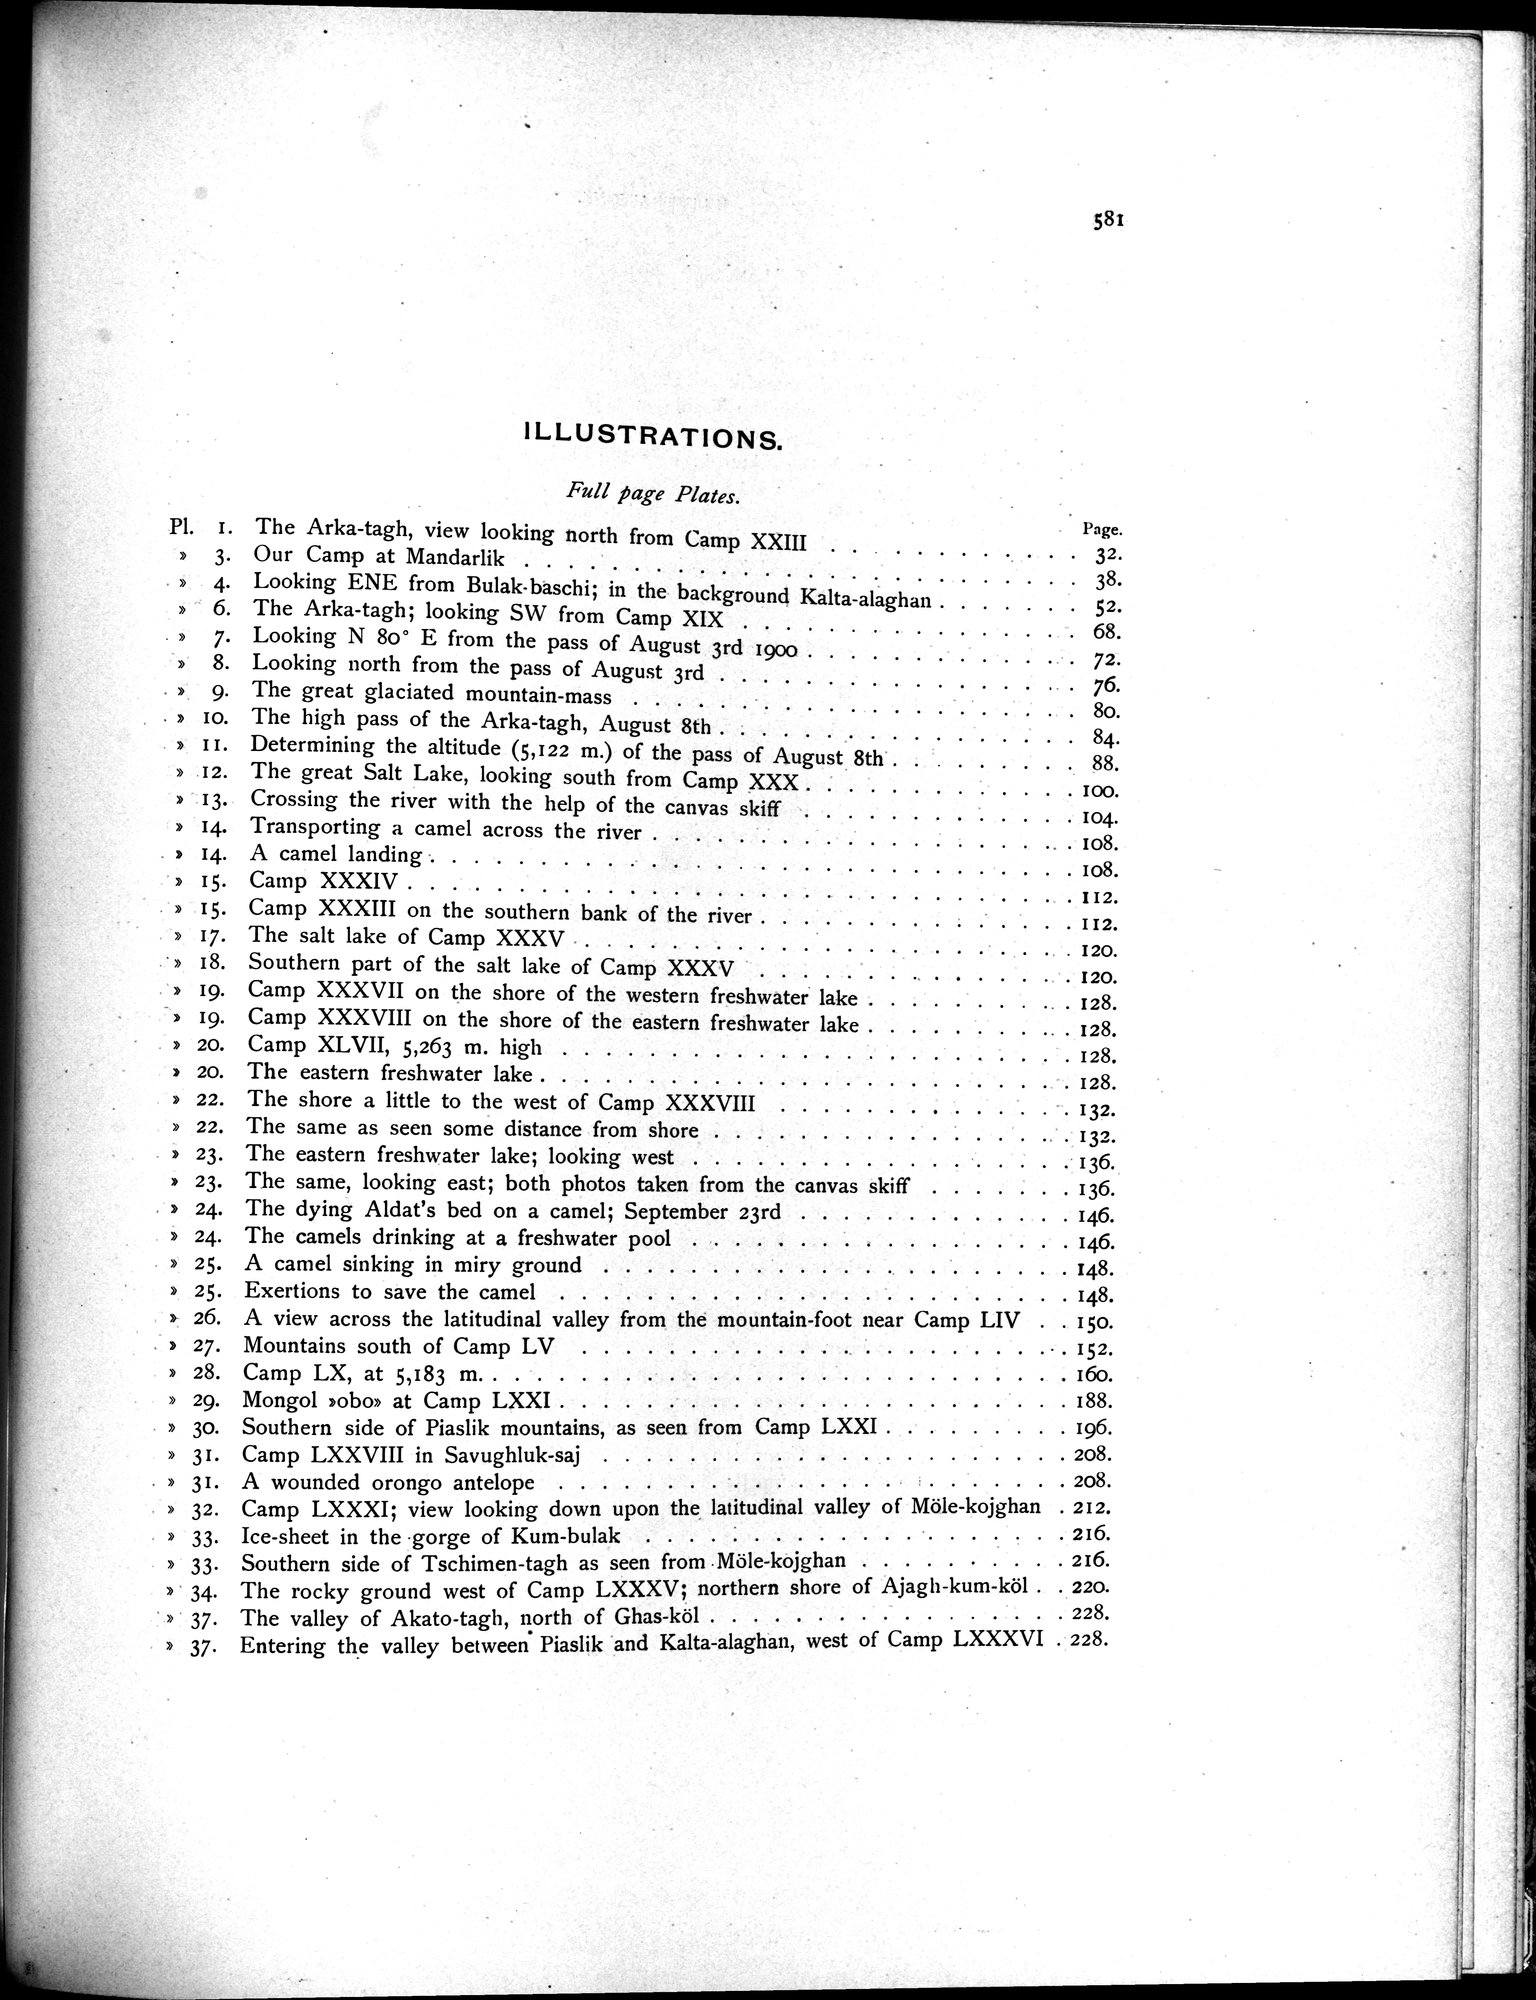 581
ILLUSTRATIONS.
Full page Plates.
Page.
Pl. 1. The Arka-tagh, view looking north from Camp XXIII . . . . . . . . . . . . 32.
» 3. Our Camp at Mandarlik . . . . . . . . . . . . . . . . . . . . . . . . 38.
» 4. Looking ENE from Bulak-baschi; in the background Kalta-alaghan . . . . . . . 52.
» 6. The Arka-tagh; looking SW from Camp XIX . . . . . . . . . . . . . . . . 68.
» 7. Looking N 80° E from the pass of August 3rd 1900 . . . . . . . . . . . . . 72.
» 8. Looking north from the pass of August 3rd . . . . . . . . . . . . . . . . 76.
» 9. The great glaciated mountain-mass . . . . . . . . . . . . . . . . . . . . 80.
» 10. The high pass of the Arka-tagh, August 8th . . . . . . . . . . . . . . . . 84.
» 11. Determining the altitude (5,122 m.) of the pass of August 8th . . . . . . . . . 88.
» 12. The great Salt Lake, looking south from Camp XXX . . . . . . . . . . . . . 100.
» 13. Crossing the river with the help of the canvas skiff . . . . . . . . . . . . . 104.
» 14. Transporting a camel across the river . . . . . . . . . . . . . . . . . . . 108.
» 14. A camel landing . . . . . . . . . . . . . . . . . . . . . . . . . . . . 108.
» 15. Camp XXXIV . . . . . . . . . . . . . . . . . . . . . . . . . . . . . 112.
» 15. Camp XXXIII on the southern bank of the river . . . . . . . . . . . . . . 112.
» 17. The salt lake of Camp XXXV . . . . . . . . . . . . . . . . . . . . . . 120.
» 18. Southern part of the salt lake of Camp XXXV . . . . . . . . . . . . . . . 120.
» 19. Camp XXXVII on the shore of the western freshwater lake . . . . . . . . . . 128.
» 19. Camp XXXVIII on the shore of the eastern freshwater lake . . . . . . . . . . 128.
» 20. Camp XLVII, 5,263 m. high . . . . . . . . . . . . . . . . . . . . . . . 128.
» 20. The eastern freshwater lake . . . . . . . . . . . . . . . . . . . . . . . . 128.
» 22. The shore a little to the west of Camp XXXVIII . . . . . . . . . . . . . . 132.
» 22. The same as seen some distance from shore . . . . . . . . . . . . . . . . . 132.
» 23. The eastern freshwater lake; looking west . . . . . . . . . . . . . . . . . . 136.
» 23. The same, looking east; both photos taken from the canvas skiff . . . . . . . 136.
» 24. The dying Aldat's bed on a camel; September 23rd . . . . . . . . . . . . . 146.
» 24. The camels drinking at a freshwater pool . . . . . . . . . . . . . . . . . . 146.
» 25. A camel sinking in miry ground . . . . . . . . . . . . . . . . . . . . . . 148.
» 25. Exertions to save the camel . . . . . . . . . . . . . . . . . . . . . . . . 148.
» 26. A view across the latitudinal valley from the mountain-foot near Camp LIV . . 150.
» 27. Mountains south of Camp LV . . . . . . . . . . . . . . . . . . . . . . . 152.
» 28. Camp LX, at 5,183 m. . . . . . . . . . . . . . . . . . . . . . . . . . . 160.
» 29. Mongol »obo» at Camp LXXI . . . . . . . . . . . . . . . . . . . . . . . 188.
» 30. Southern side of Piaslik mountains, as seen from Camp LXXI . . . . . . . . . 196.
» 31. Camp LXXVIII in Savughluk-saj . . . . . . . . . . . . . . . . . . . . . . 208.
» 31. A wounded orongo antelope . . . . . . . . . . . . . . . . . . . . . . . . 208.
» 32. Camp LXXXI; view looking down upon the latitudinal valley of Möle-kojghan . 212.
» 33. Ice-sheet in the gorge of Kum-bulak . . . . . . . . . . . . . . . . . . . . 216.
» 33. Southern side of Tschimen-tagh as seen from Möle-kojghan . . . . . . . . . . 216.
» 34. The rocky ground west of Camp LXXXV; northern shore of Ajagh-kum-köl . . 220.
» 37. The valley of Akato-tagh, north of Ghas-köl . . . . . . . . . . . . . . . . . 228.
» 37. Entering the valley between Piaslik and Kalta-alaghan, west of Camp LXXXVI . 228.